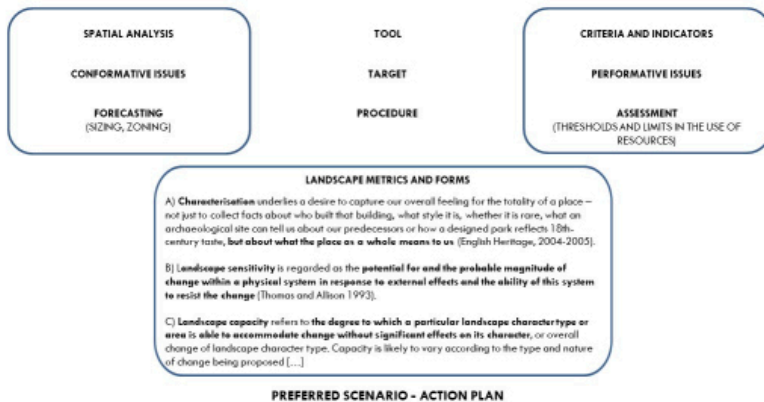 SPATIAL ANALYSIS
TOOL
CRITERIA AND INDICATORS
CONFORMATIVE ISSUES
TARGET
PERFORMATIVE ISSUES
FORECASTING
(SIZING, ZONING)
PROCEDURE
ASSESSMENT
(THRESHOLDS AND LIMITS IN THE USE OF
RESOURCES)
LANDSCAPE METRICS AND FORMS
A) Characterisation underlies a desire to capture our overall feeling for the totality of a place –
not just to collect facts about who built that building, what style it is, whether it is rare, what an
archaeological site can tell us about our predecessors or how a designed park reflects 18th-
century taste, but about what the place as a whole means to us (English Heritage, 2004-2005).
B) Landscape sensitivity is regarded as the potential for and the probable magnitude of
change within a physical system in response to external effects and the ability of this system
to resist the change (Thomas and Allison 1993).
C) Landscape capacity refers to the degree to which a particular landscape character type or
area is able to accommodate change without significant effects on its character, or overall
change of landscape character type. Capacity is likely to vary according to the type and nature
of change being proposed [...]
PREFERRED SCENARIO - ACTION PLAN